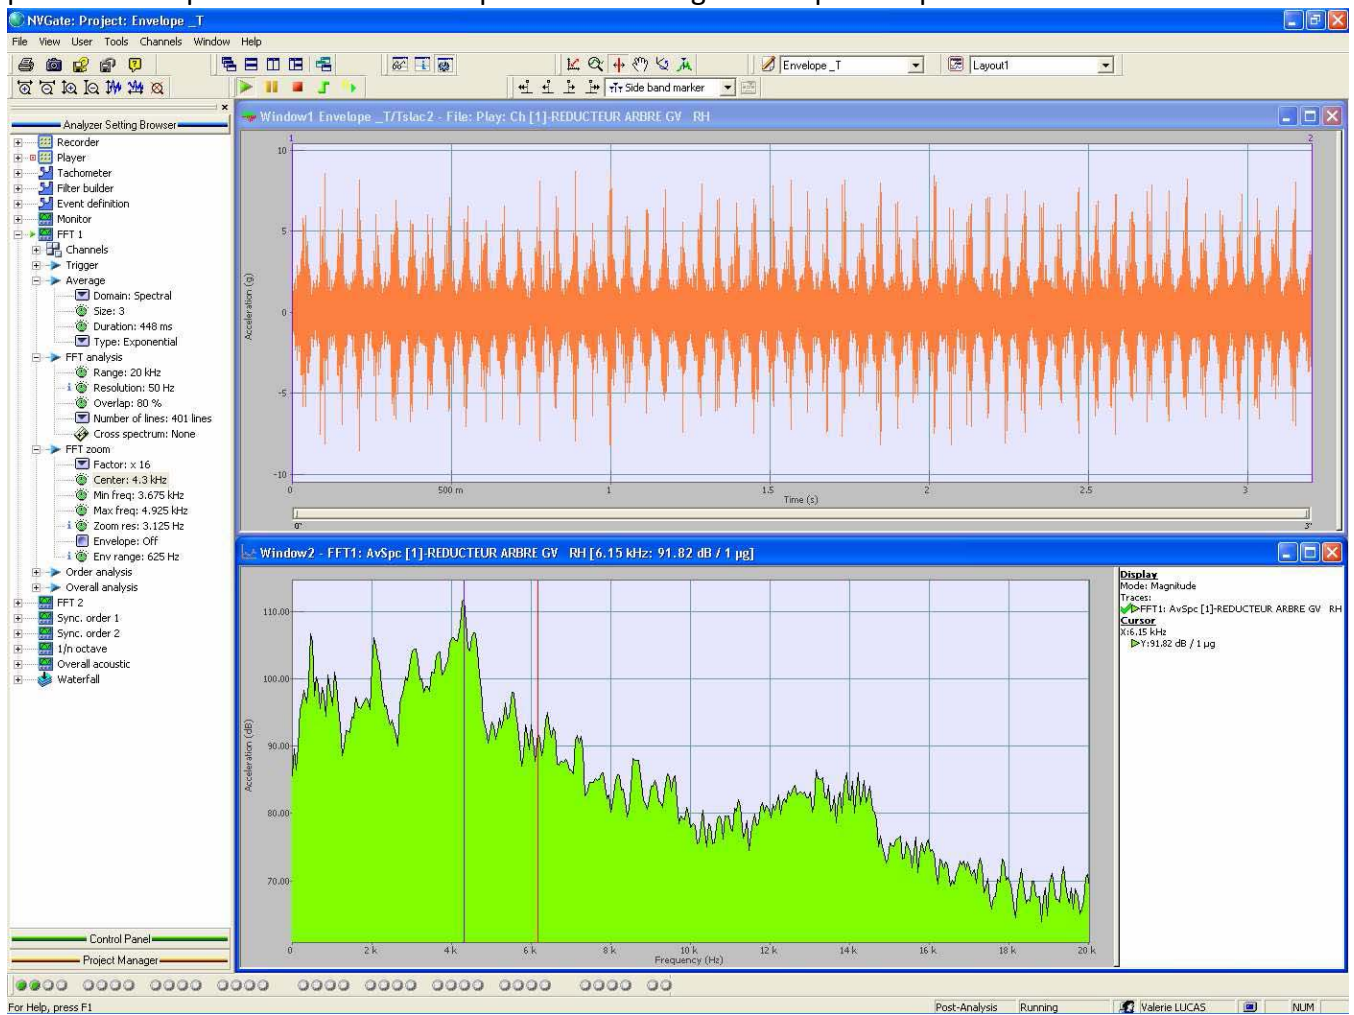 NVGate: Project: Envelope _T
File View User Tools Channels Window Help
Envelope _T
Layout1
Side band marker
Analyzer Setting Browser
Recorder
Player
Tachometer
Filter builder
Event definition
Monitor
FFT 1
Channels
Trigger
Average
Domain: Spectral
Size: 3
Duration: 448 ms
Type: Exponential
FFT analysis
Range: 20 kHz
Resolution: 50 Hz
Overlap: 80 %
Number of lines: 401 lines
Cross spectrum: None
FFT zoom
Factor: x 16
Center: 4.3 kHz
Min freq: 3.675 kHz
Max freq: 4.925 kHz
Zoom res: 3.125 Hz
Envelope: Off
Env range: 625 Hz
Order analysis
Overall analysis
FFT 2
Sync. order 1
Sync. order 2
1/n octave
Overall acoustic
Waterfall
Control Panel
Project Manager
Window1 Envelope _T/Tslac2 - File: Play: Ch [1]-REDUCTEUR ARBRE GV RH
1 2
10
5
0
-5
-10
Acceleration (g)
0 500 m 1 1.5 2 2.5 3
Time (s)
0" 3"
Window2 - FFT1: AvSpc [1]-REDUCTEUR ARBRE GV RH [6.15 kHz: 91.82 dB / 1 µg]
110.00
100.00
90.00
80.00
70.00
Acceleration (dB)
0 2 k 4 k 6 k 8 k 10 k 12 k 14 k 16 k 18 k 20 k
Frequency (Hz)
Display
Mode: Magnitude
Traces:
FFT1: AvSpc [1]-REDUCTEUR ARBRE GV RH
Cursor
X:6.15 kHz
Y:91.82 dB / 1 µg
For Help, press F1
Post-Analysis Running Valerie LUCAS NUM